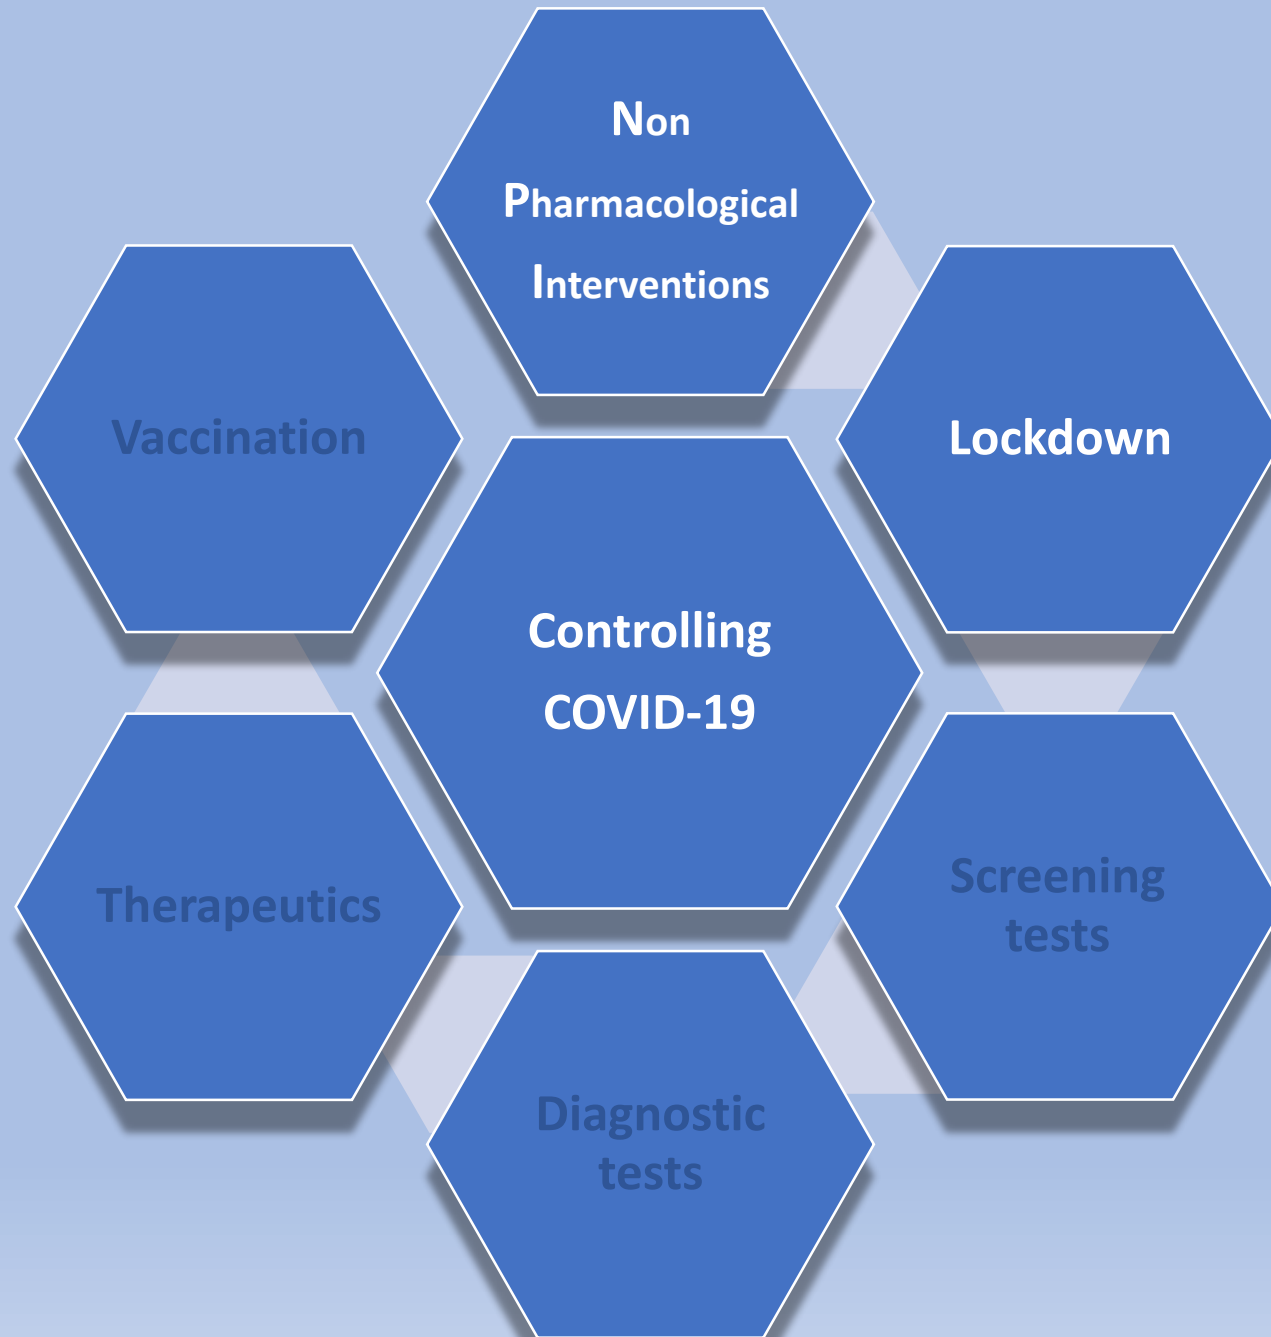 Non
Pharmacological
Interventions
Vaccination
Lockdown
Controlling
COVID-19
Therapeutics
Screening
tests
Diagnostic
tests